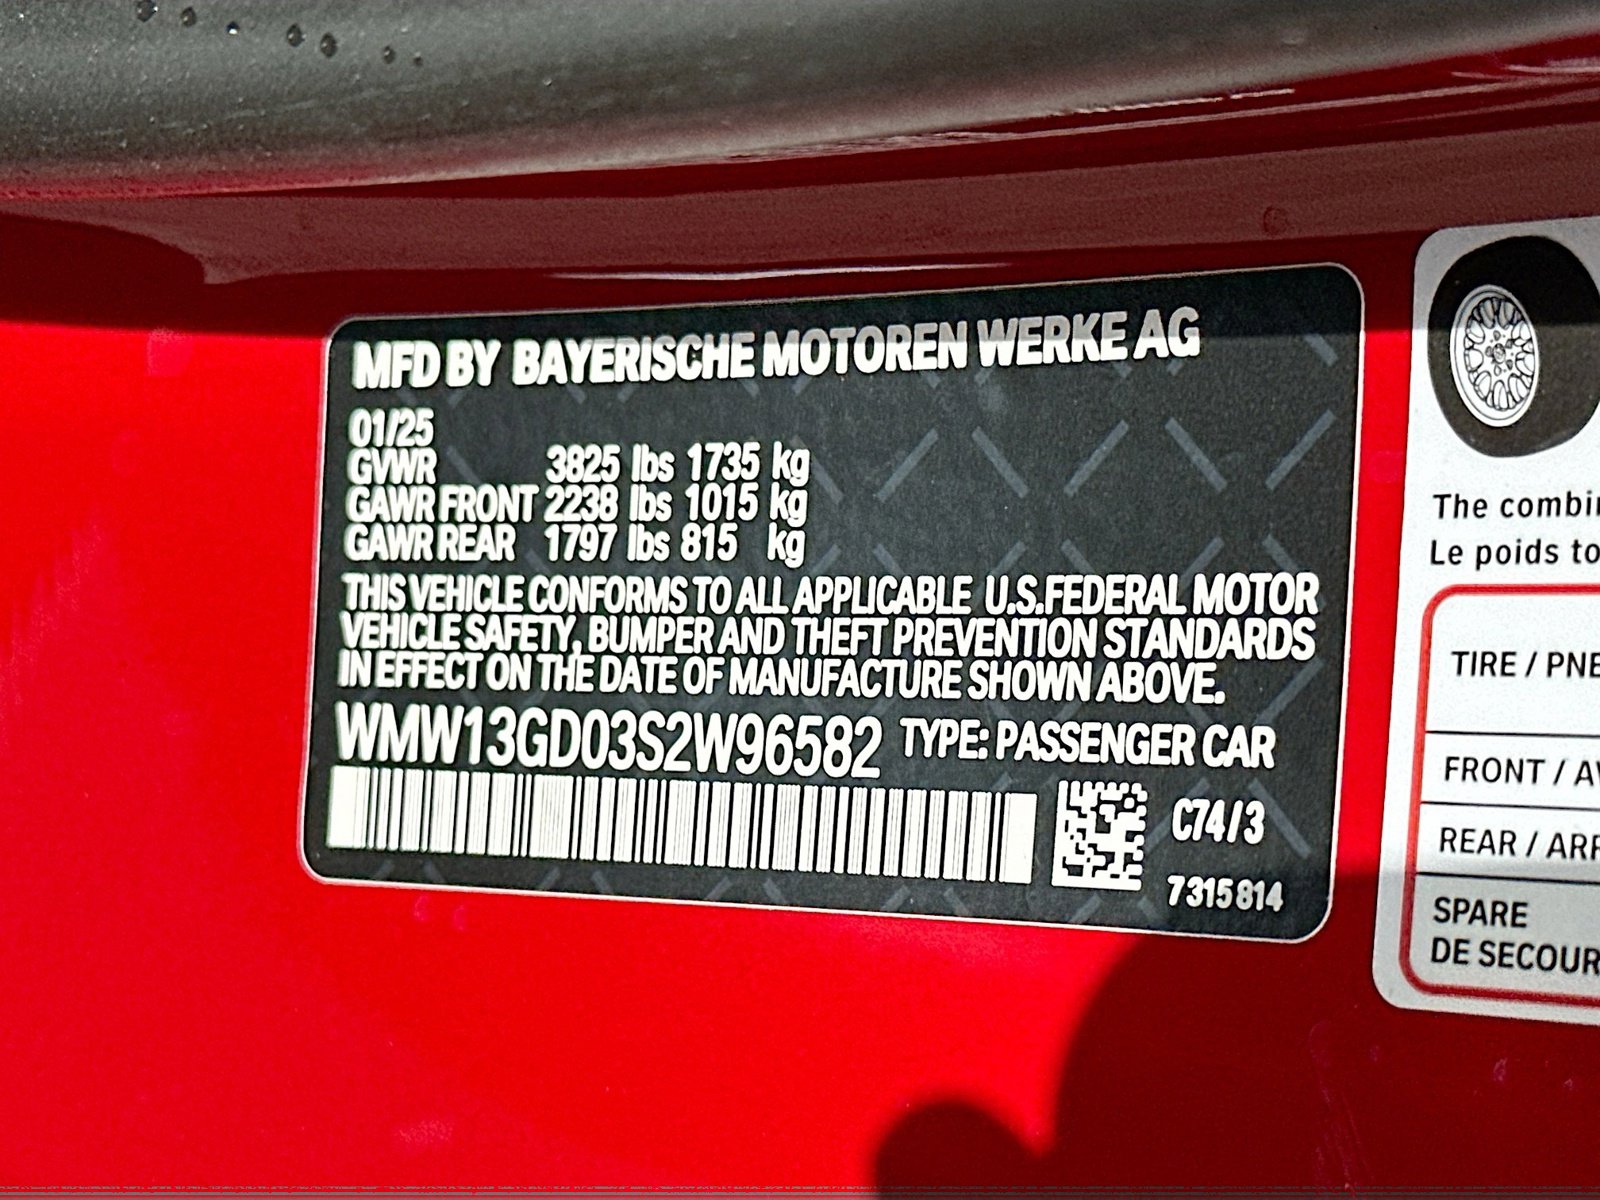 MFD BY BAYERISCHE MOTOREN WERKE AG
01/25
GVWR 3825 lbs 1735 kg
GAWR FRONT 2238 lbs 1015 kg
GAWR REAR 1797 lbs 815 kg
THIS VEHICLE CONFORMS TO ALL APPLICABLE U.S.FEDERAL MOTOR
VEHICLE SAFETY, BUMPER AND THEFT PREVENTION STANDARDS
IN EFFECT ON THE DATE OF MANUFACTURE SHOWN ABOVE.
WMW13GD03S2W96582 TYPE: PASSENGER CAR
C74/3
7315814
The combin
Le poids to
TIRE / PNE
FRONT / AV
REAR / ARR
SPARE
DE SECOUR